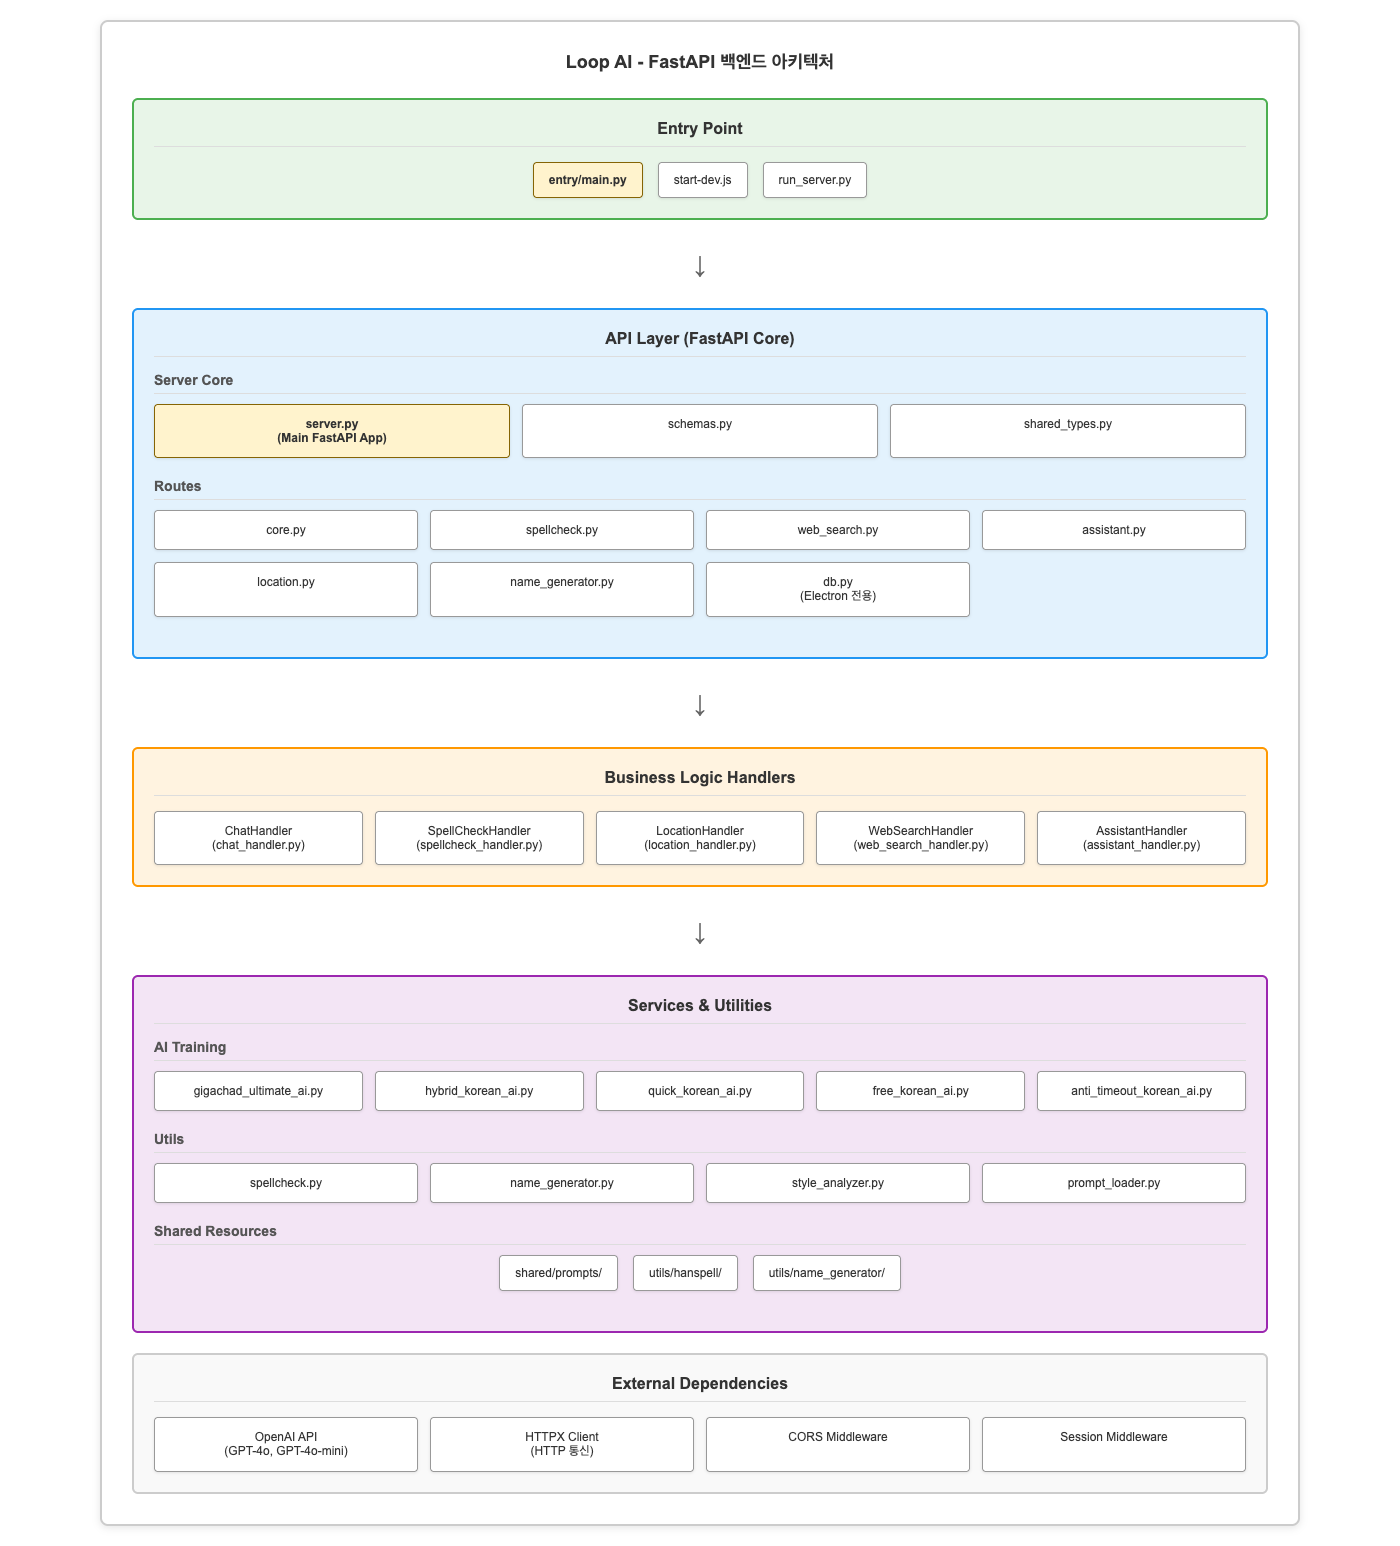 Loop AI - FastAPI 백엔드 아키텍처
Entry Point
entry/main.py
start-dev.js
run_server.py
↓
API Layer (FastAPI Core)
Server Core
server.py
(Main FastAPI App)
schemas.py
shared_types.py
Routes
core.py
spellcheck.py
web_search.py
assistant.py
location.py
name_generator.py
db.py
(Electron 전용)
↓
Business Logic Handlers
ChatHandler
(chat_handler.py)
SpellCheckHandler
(spellcheck_handler.py)
LocationHandler
(location_handler.py)
WebSearchHandler
(web_search_handler.py)
AssistantHandler
(assistant_handler.py)
↓
Services & Utilities
AI Training
gigachad_ultimate_ai.py
hybrid_korean_ai.py
quick_korean_ai.py
free_korean_ai.py
anti_timeout_korean_ai.py
Utils
spellcheck.py
name_generator.py
style_analyzer.py
prompt_loader.py
Shared Resources
shared/prompts/
utils/hanspell/
utils/name_generator/
External Dependencies
OpenAI API
(GPT-4o, GPT-4o-mini)
HTTPX Client
(HTTP 통신)
CORS Middleware
Session Middleware